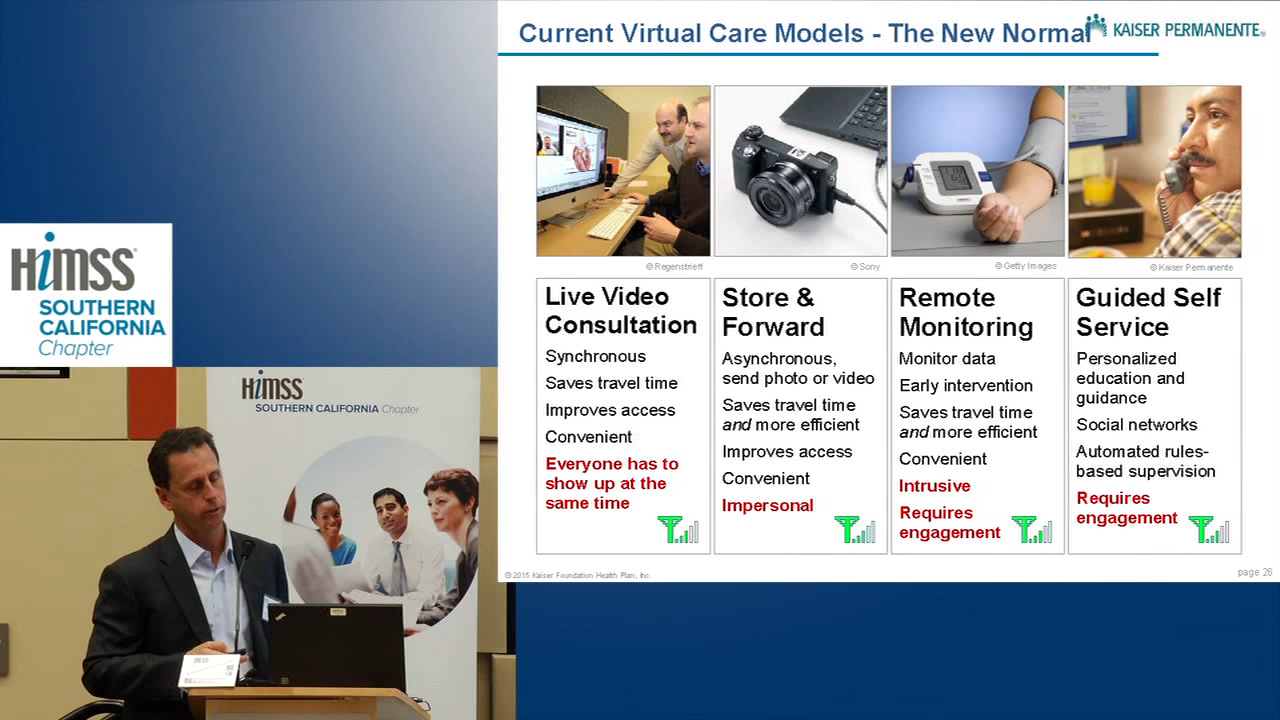 Current Virtual Care Models - The New Normal
KAISER PERMANENTE®
© Regenstrieff
© Sony
© Getty Images
© Kaiser Permanente
Live Video
Consultation
Synchronous
Saves travel time
Improves access
Convenient
Everyone has to
show up at the
same time
Store &
Forward
Asynchronous,
send photo or video
Saves travel time
and more efficient
Improves access
Convenient
Impersonal
Remote
Monitoring
Monitor data
Early intervention
Saves travel time
and more efficient
Convenient
Intrusive
Requires
engagement
Guided Self
Service
Personalized
education and
guidance
Social networks
Automated rules-
based supervision
Requires
engagement
© 2015 Kaiser Foundation Health Plan, Inc.
page 26
HiMSS®
SOUTHERN
CALIFORNIA
Chapter
HiMSS
SOUTHERN CALIFORNIA Chapter